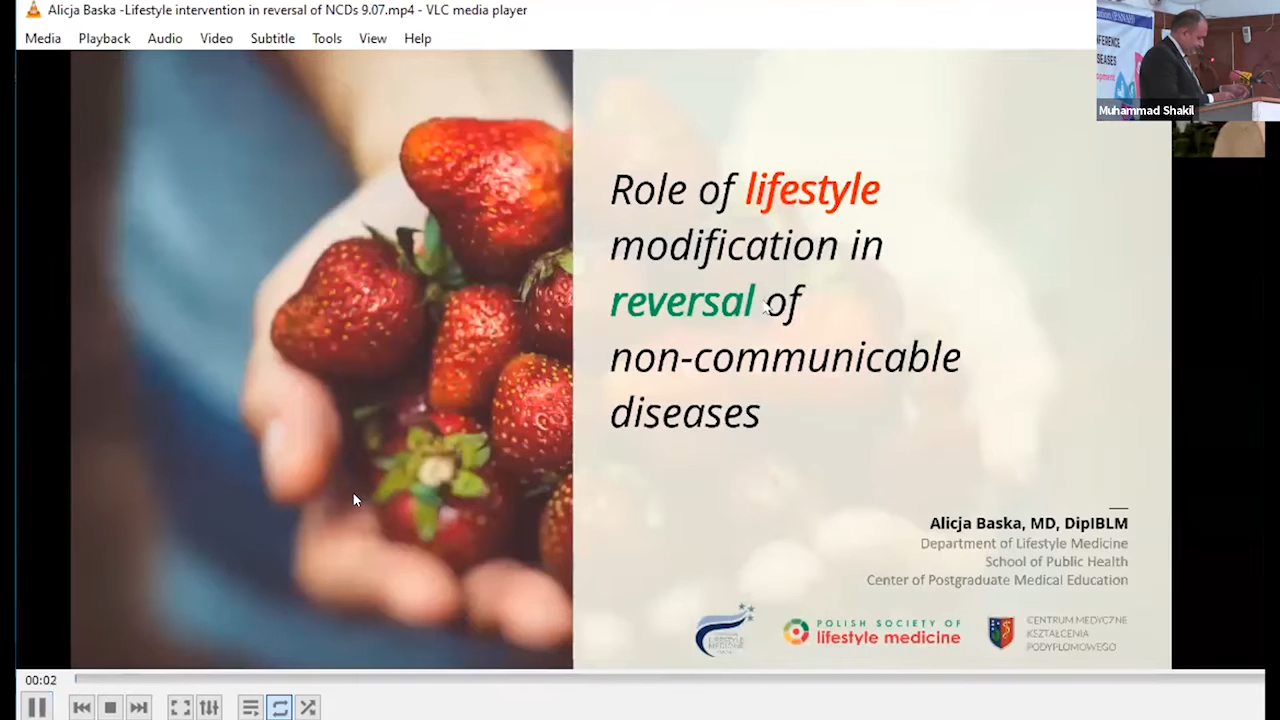 Alicja Baska -Lifestyle intervention in reversal of NCDs 9.07.mp4 - VLC media player
Media Playback Audio Video Subtitle Tools View Help
Muhammad Shakil
Role of lifestyle
modification in
reversal of
non-communicable
diseases
Alicja Baska, MD, DipIBLM
Department of Lifestyle Medicine
School of Public Health
Center of Postgraduate Medical Education
LIFESTYLE
MEDICINE
POLISH SOCIETY OF
lifestyle medicine
CENTRUM MEDYCZNE
KSZTAŁCENIA
PODYPLOMOWEGO
00:02